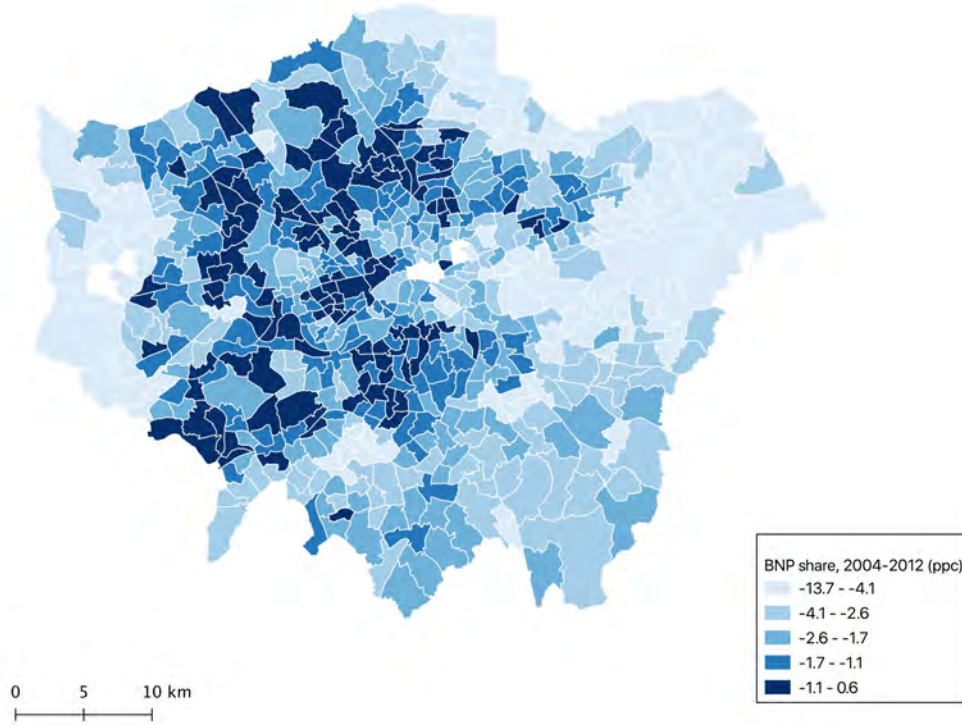 BNP share, 2004-2012 (ppc)
-13.7 - -4.1
-4.1 - -2.6
-2.6 - -1.7
-1.7 - -1.1
-1.1 - 0.6
0 5 10 km